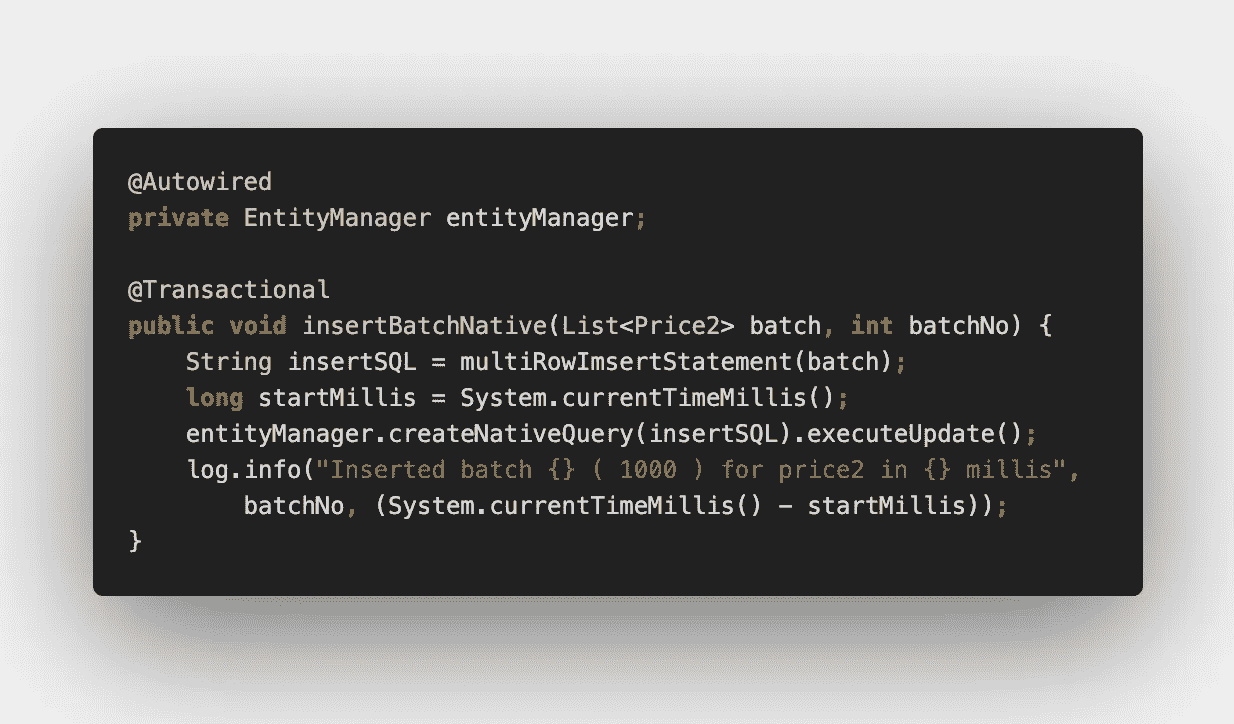 @Autowired
private EntityManager entityManager;
@Transactional
public void insertBatchNative(List<Price2> batch, int batchNo) {
String insertSQL = multiRowImsertStatement(batch);
long startMillis = System.currentTimeMillis();
entityManager.createNativeQuery(insertSQL).executeUpdate();
log.info("Inserted batch {} ( 1000 ) for price2 in {} millis",
batchNo, (System.currentTimeMillis() - startMillis));
}